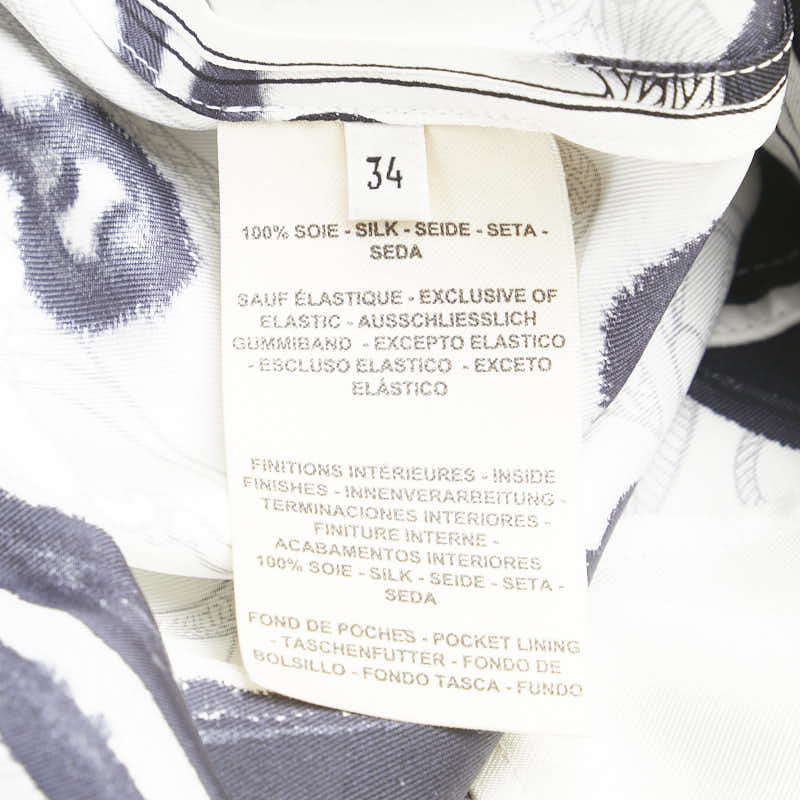 34
100% SOIE - SILK - SEIDE - SETA -
SEDA
SAUF ÉLASTIQUE - EXCLUSIVE OF
ELASTIC - AUSSCHLIESSLICH
GUMMIBAND - EXCEPTO ELASTICO
- ESCLUSO ELASTICO - EXCETO
ELÁSTICO
FINITIONS INTÉRIEURES - INSIDE
FINISHES - INNENVERARBEITUNG -
TERMINACIONES INTERIORES -
FINITURE INTERNE -
ACABAMENTOS INTERIORES
100% SOIE - SILK - SEIDE - SETA -
SEDA
FOND DE POCHES - POCKET LINING
- TASCHENFUTTER - FONDO DE
BOLSILLO - FONDO TASCA - FUNDO